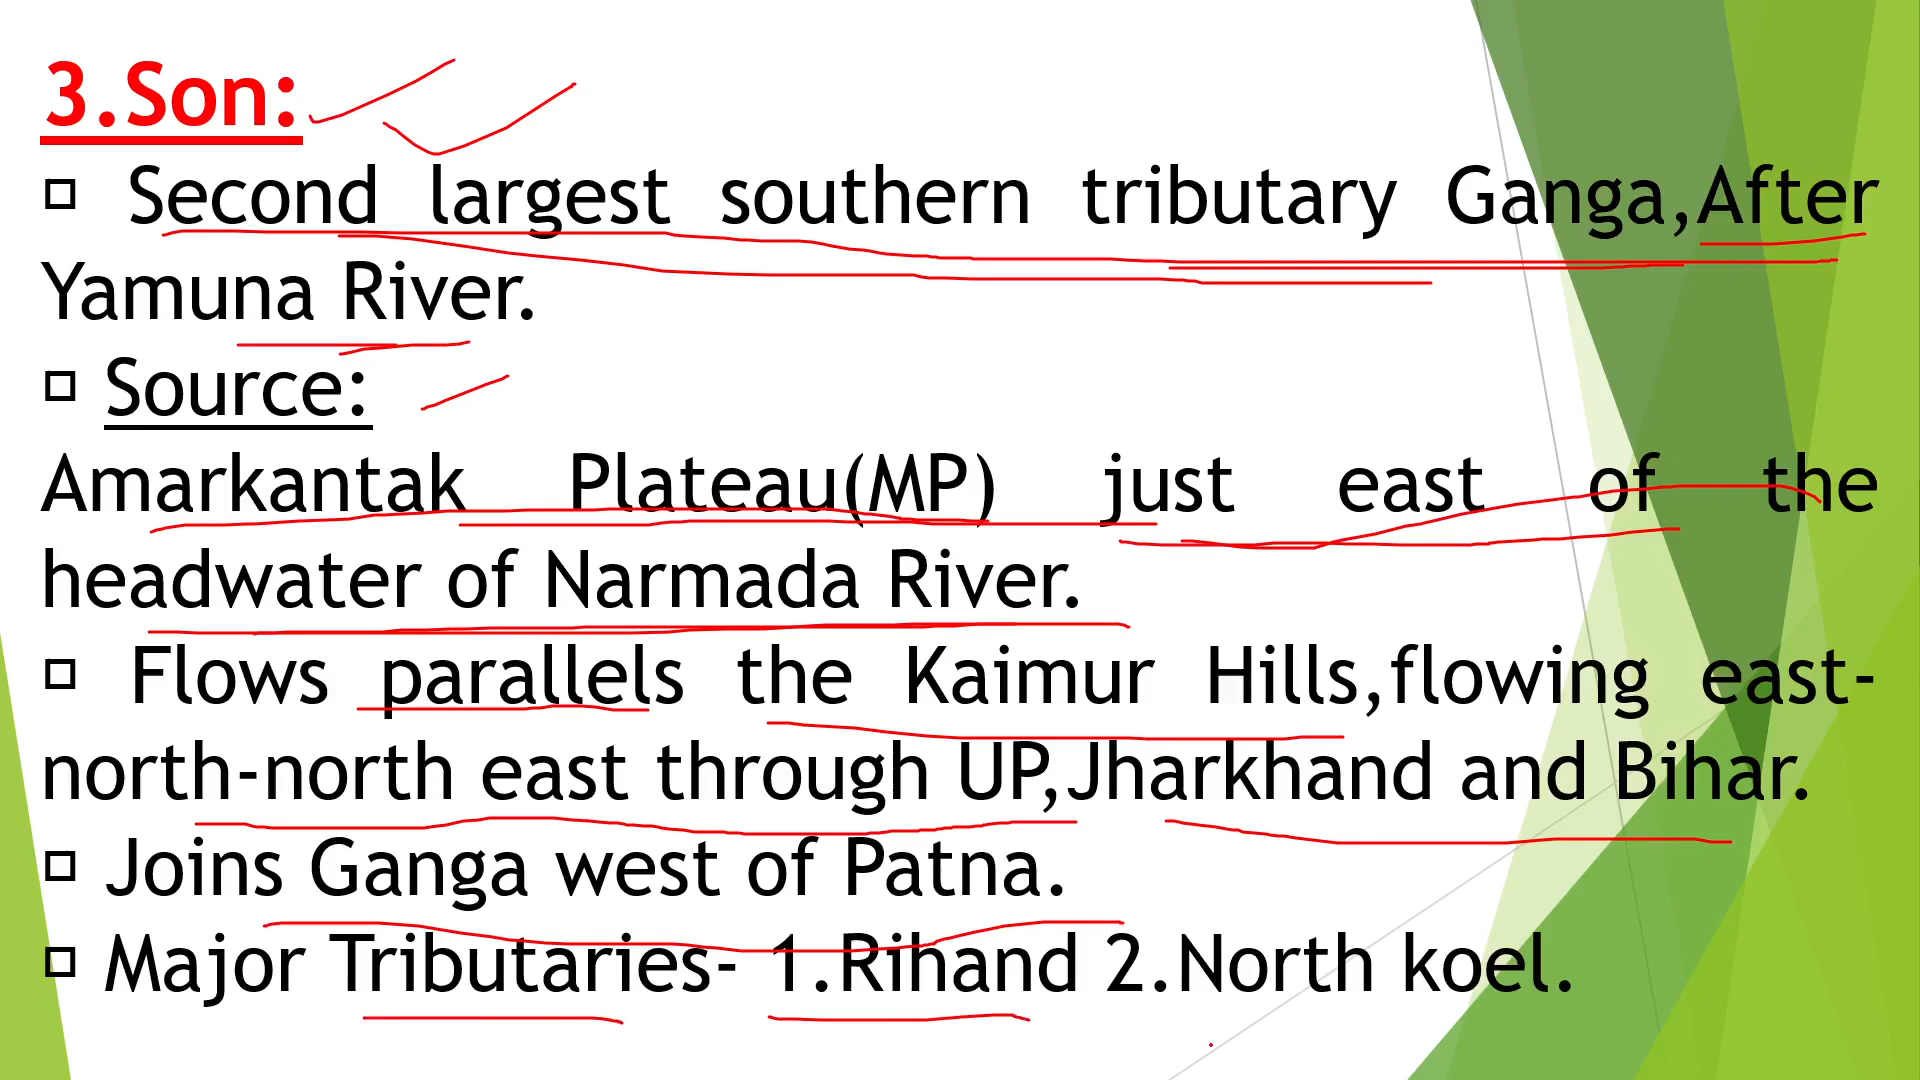 3.Son:
□ Second largest southern tributary Ganga,After
Yamuna River.
□ Source:
Amarkantak Plateau(MP) just east of the
headwater of Narmada River.
□ Flows parallels the Kaimur Hills,flowing east-
north-north east through UP,Jharkhand and Bihar.
□ Joins Ganga west of Patna.
□ Major Tributaries- 1.Rihand 2.North koel.